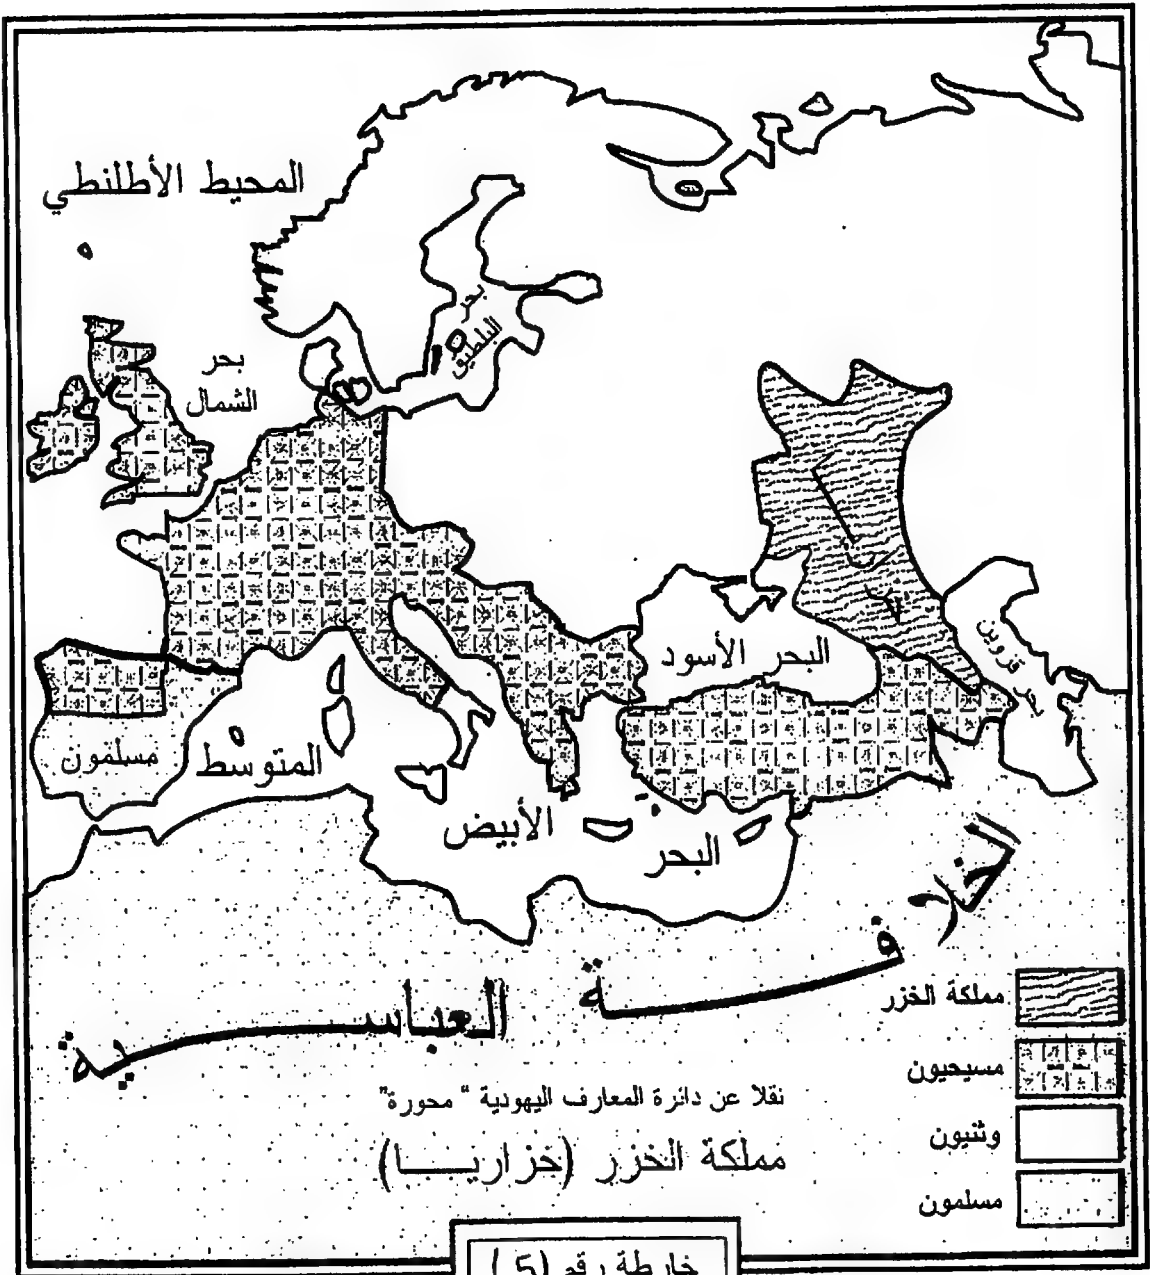 المحيط الأطلنطي
بحر
البلطيق
بحر
الشمال
بحر قزوين
البحر الأسود
مسلمون
المتوسط
الأبيض
البحر
الخلافة
العباسية
مملكة الخزر
مسيحيون
وثنيون
مسلمون
نقلا عن دائرة المعارف اليهودية "محورة"
مملكة الخزر (خزاريا)
خارطة رقم (5)